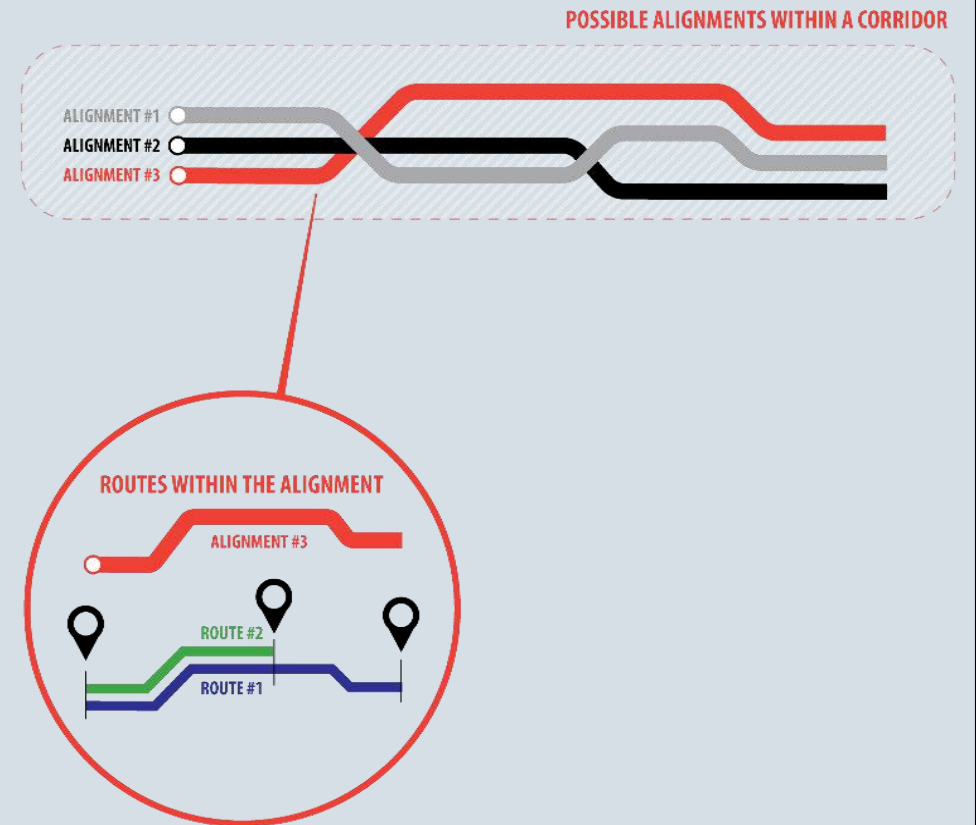 POSSIBLE ALIGNMENTS WITHIN A CORRIDOR
ALIGNMENT #1
ALIGNMENT #2
ALIGNMENT #3
ROUTES WITHIN THE ALIGNMENT
ALIGNMENT #3
ROUTE #2
ROUTE #1